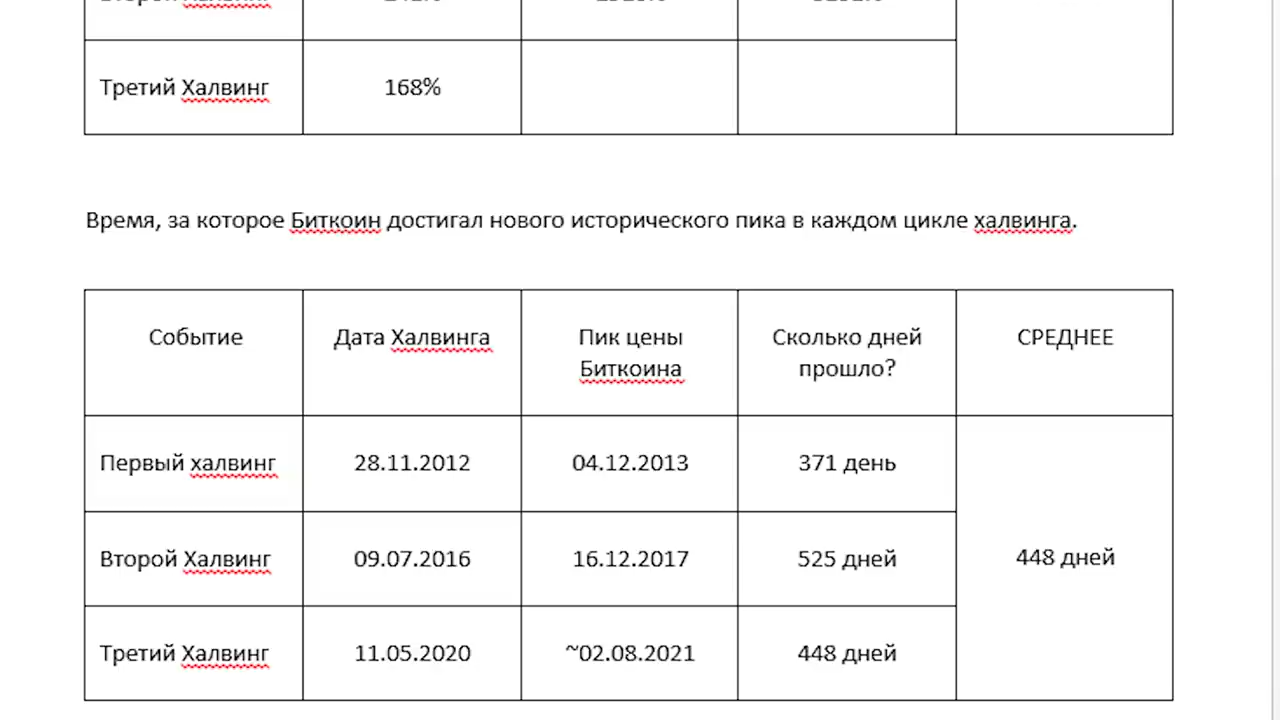 Третий Халвинг
168%
Время, за которое Биткоин достигал нового исторического пика в каждом цикле халвинга.
Событие
Дата Халвинга
Пик цены
Биткоина
Сколько дней
прошло?
СРЕДНЕЕ
Первый халвинг
28.11.2012
04.12.2013
371 день
Второй Халвинг
09.07.2016
16.12.2017
525 дней
448 дней
Третий Халвинг
11.05.2020
~02.08.2021
448 дней